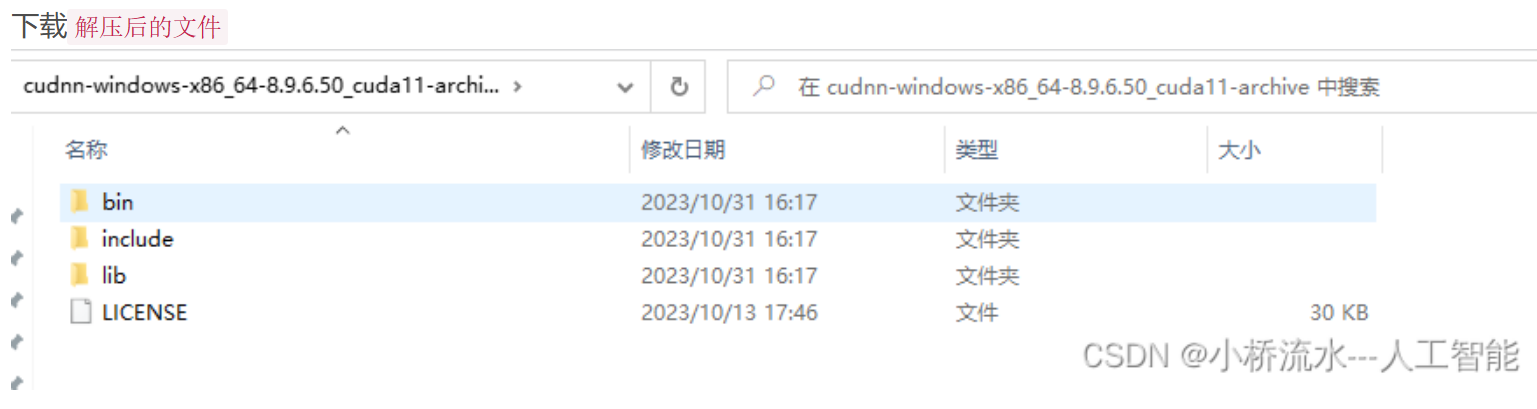 下载 解压后的文件
cudnn-windows-x86_64-8.9.6.50_cuda11-archi... 在 cudnn-windows-x86_64-8.9.6.50_cuda11-archive 中搜索
名称 修改日期 类型 大小
bin 2023/10/31 16:17 文件夹
include 2023/10/31 16:17 文件夹
lib 2023/10/31 16:17 文件夹
LICENSE 2023/10/13 17:46 文件 30 KB
CSDN @小桥流水---人工智能